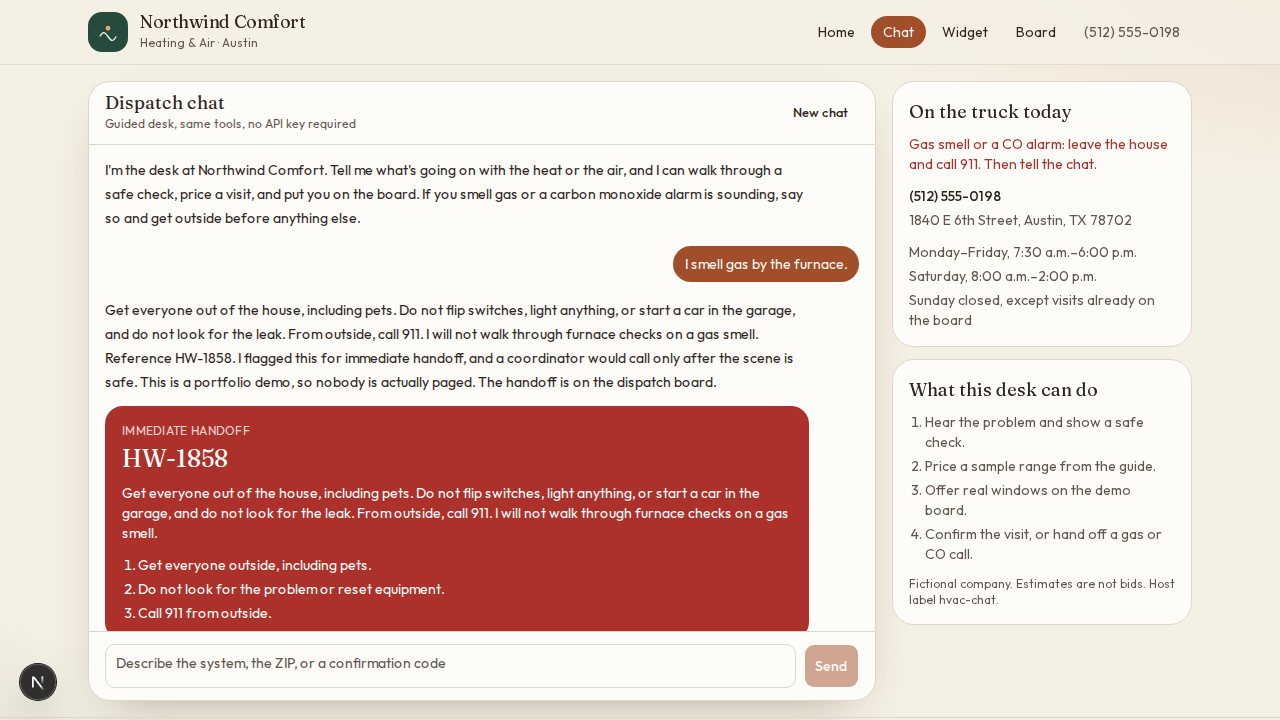 Northwind Comfort
Heating & Air · Austin
Home
Chat
Widget
Board
(512) 555-0198
Dispatch chat
Guided desk, same tools, no API key required
New chat
I'm the desk at Northwind Comfort. Tell me what's going on with the heat or the air, and I can walk through a
safe check, price a visit, and put you on the board. If you smell gas or a carbon monoxide alarm is sounding, say
so and get outside before anything else.
I smell gas by the furnace.
Get everyone out of the house, including pets. Do not flip switches, light anything, or start a car in the garage,
and do not look for the leak. From outside, call 911. I will not walk through furnace checks on a gas smell.
Reference HW-1858. I flagged this for immediate handoff, and a coordinator would call only after the scene is
safe. This is a portfolio demo, so nobody is actually paged. The handoff is on the dispatch board.
IMMEDIATE HANDOFF
HW-1858
Get everyone out of the house, including pets. Do not flip switches, light anything, or start a car in the
garage, and do not look for the leak. From outside, call 911. I will not walk through furnace checks on a gas
smell.
1. Get everyone outside, including pets.
2. Do not look for the problem or reset equipment.
3. Call 911 from outside.
Describe the system, the ZIP, or a confirmation code
Send
On the truck today
Gas smell or a CO alarm: leave the house
and call 911. Then tell the chat.
(512) 555-0198
1840 E 6th Street, Austin, TX 78702
Monday–Friday, 7:30 a.m.–6:00 p.m.
Saturday, 8:00 a.m.–2:00 p.m.
Sunday closed, except visits already on
the board
What this desk can do
1. Hear the problem and show a safe
check.
2. Price a sample range from the guide.
3. Offer real windows on the demo
board.
4. Confirm the visit, or hand off a gas or
CO call.
Fictional company. Estimates are not bids. Host
label hvac-chat.
N